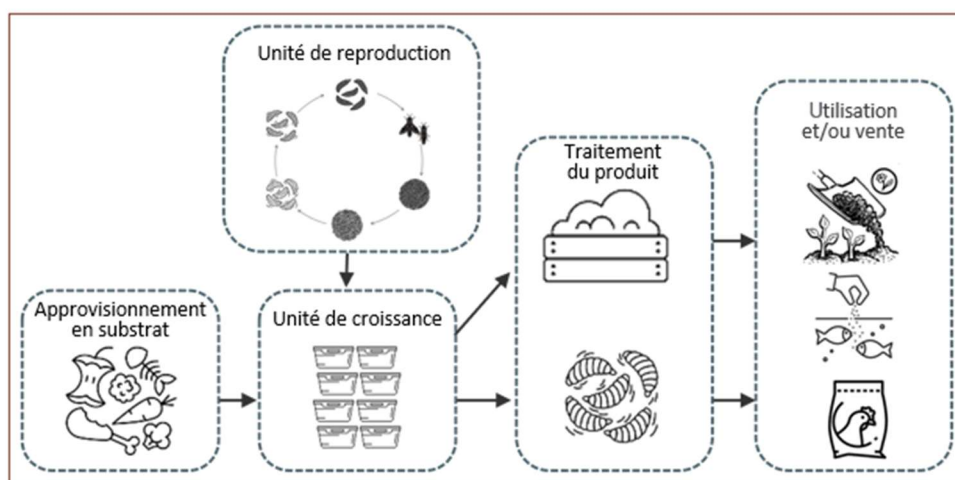 Unité de reproduction
Utilisation
et/ou vente
Traitement
du produit
Approvisionnement
en substrat
Unité de croissance